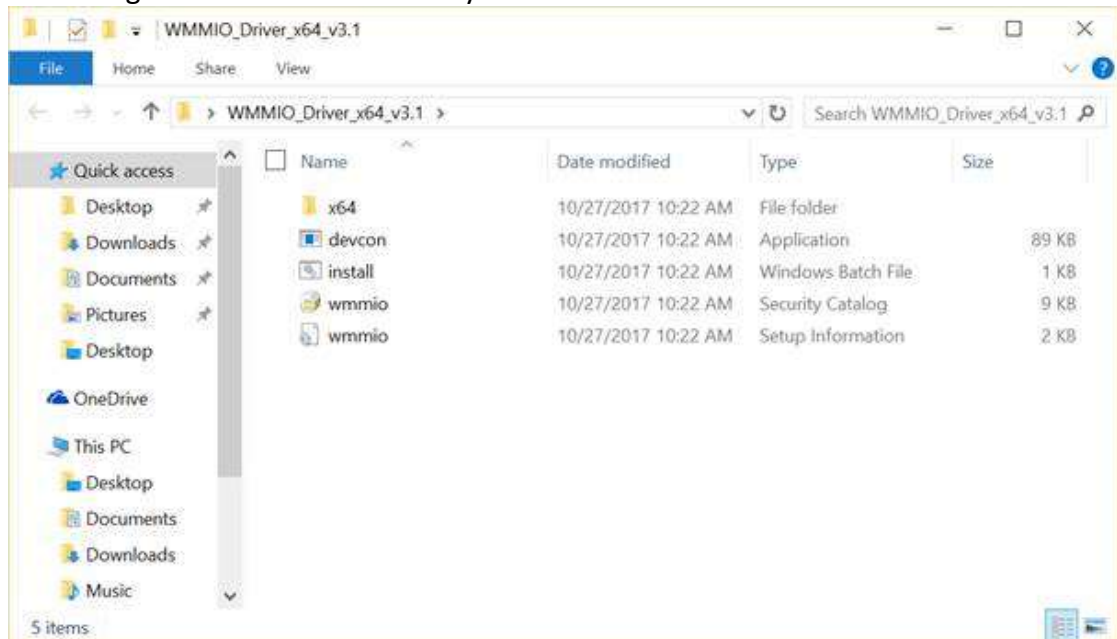 WMMIO_Driver_x64_v3.1
File Home Share View
WMMIO_Driver_x64_v3.1 Search WMMIO_Driver_x64_v3.1
Name Date modified Type Size
Quick access
Desktop
Downloads
Documents
Pictures
Desktop
OneDrive
This PC
Desktop
Documents
Downloads
Music
x64 10/27/2017 10:22 AM File folder
devcon 10/27/2017 10:22 AM Application 89 KB
install 10/27/2017 10:22 AM Windows Batch File 1 KB
wmmio 10/27/2017 10:22 AM Security Catalog 9 KB
wmmio 10/27/2017 10:22 AM Setup Information 2 KB
5 items